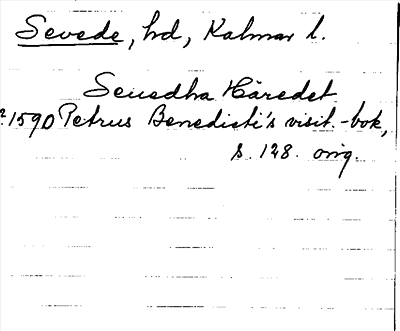 Sevede, hd, Kalmar l.
Seuedha Häredet
? 1590 Petrus Benedicti's visit.-bok,
s. 128. orig.